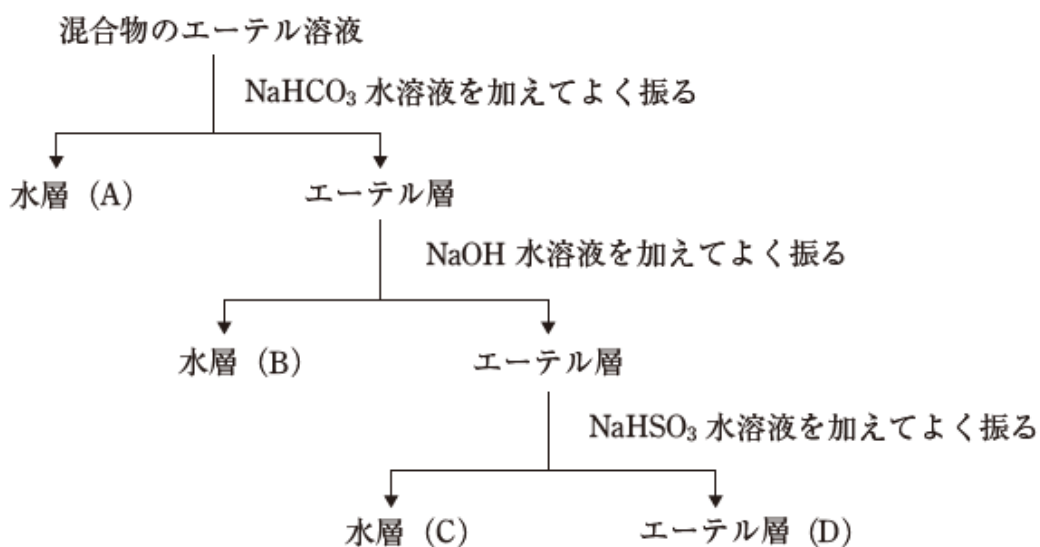 混合物のエーテル溶液
NaHCO₃ 水溶液を加えてよく振る
水層 (A)
エーテル層
NaOH 水溶液を加えてよく振る
水層 (B)
エーテル層
NaHSO₃ 水溶液を加えてよく振る
水層 (C)
エーテル層 (D)